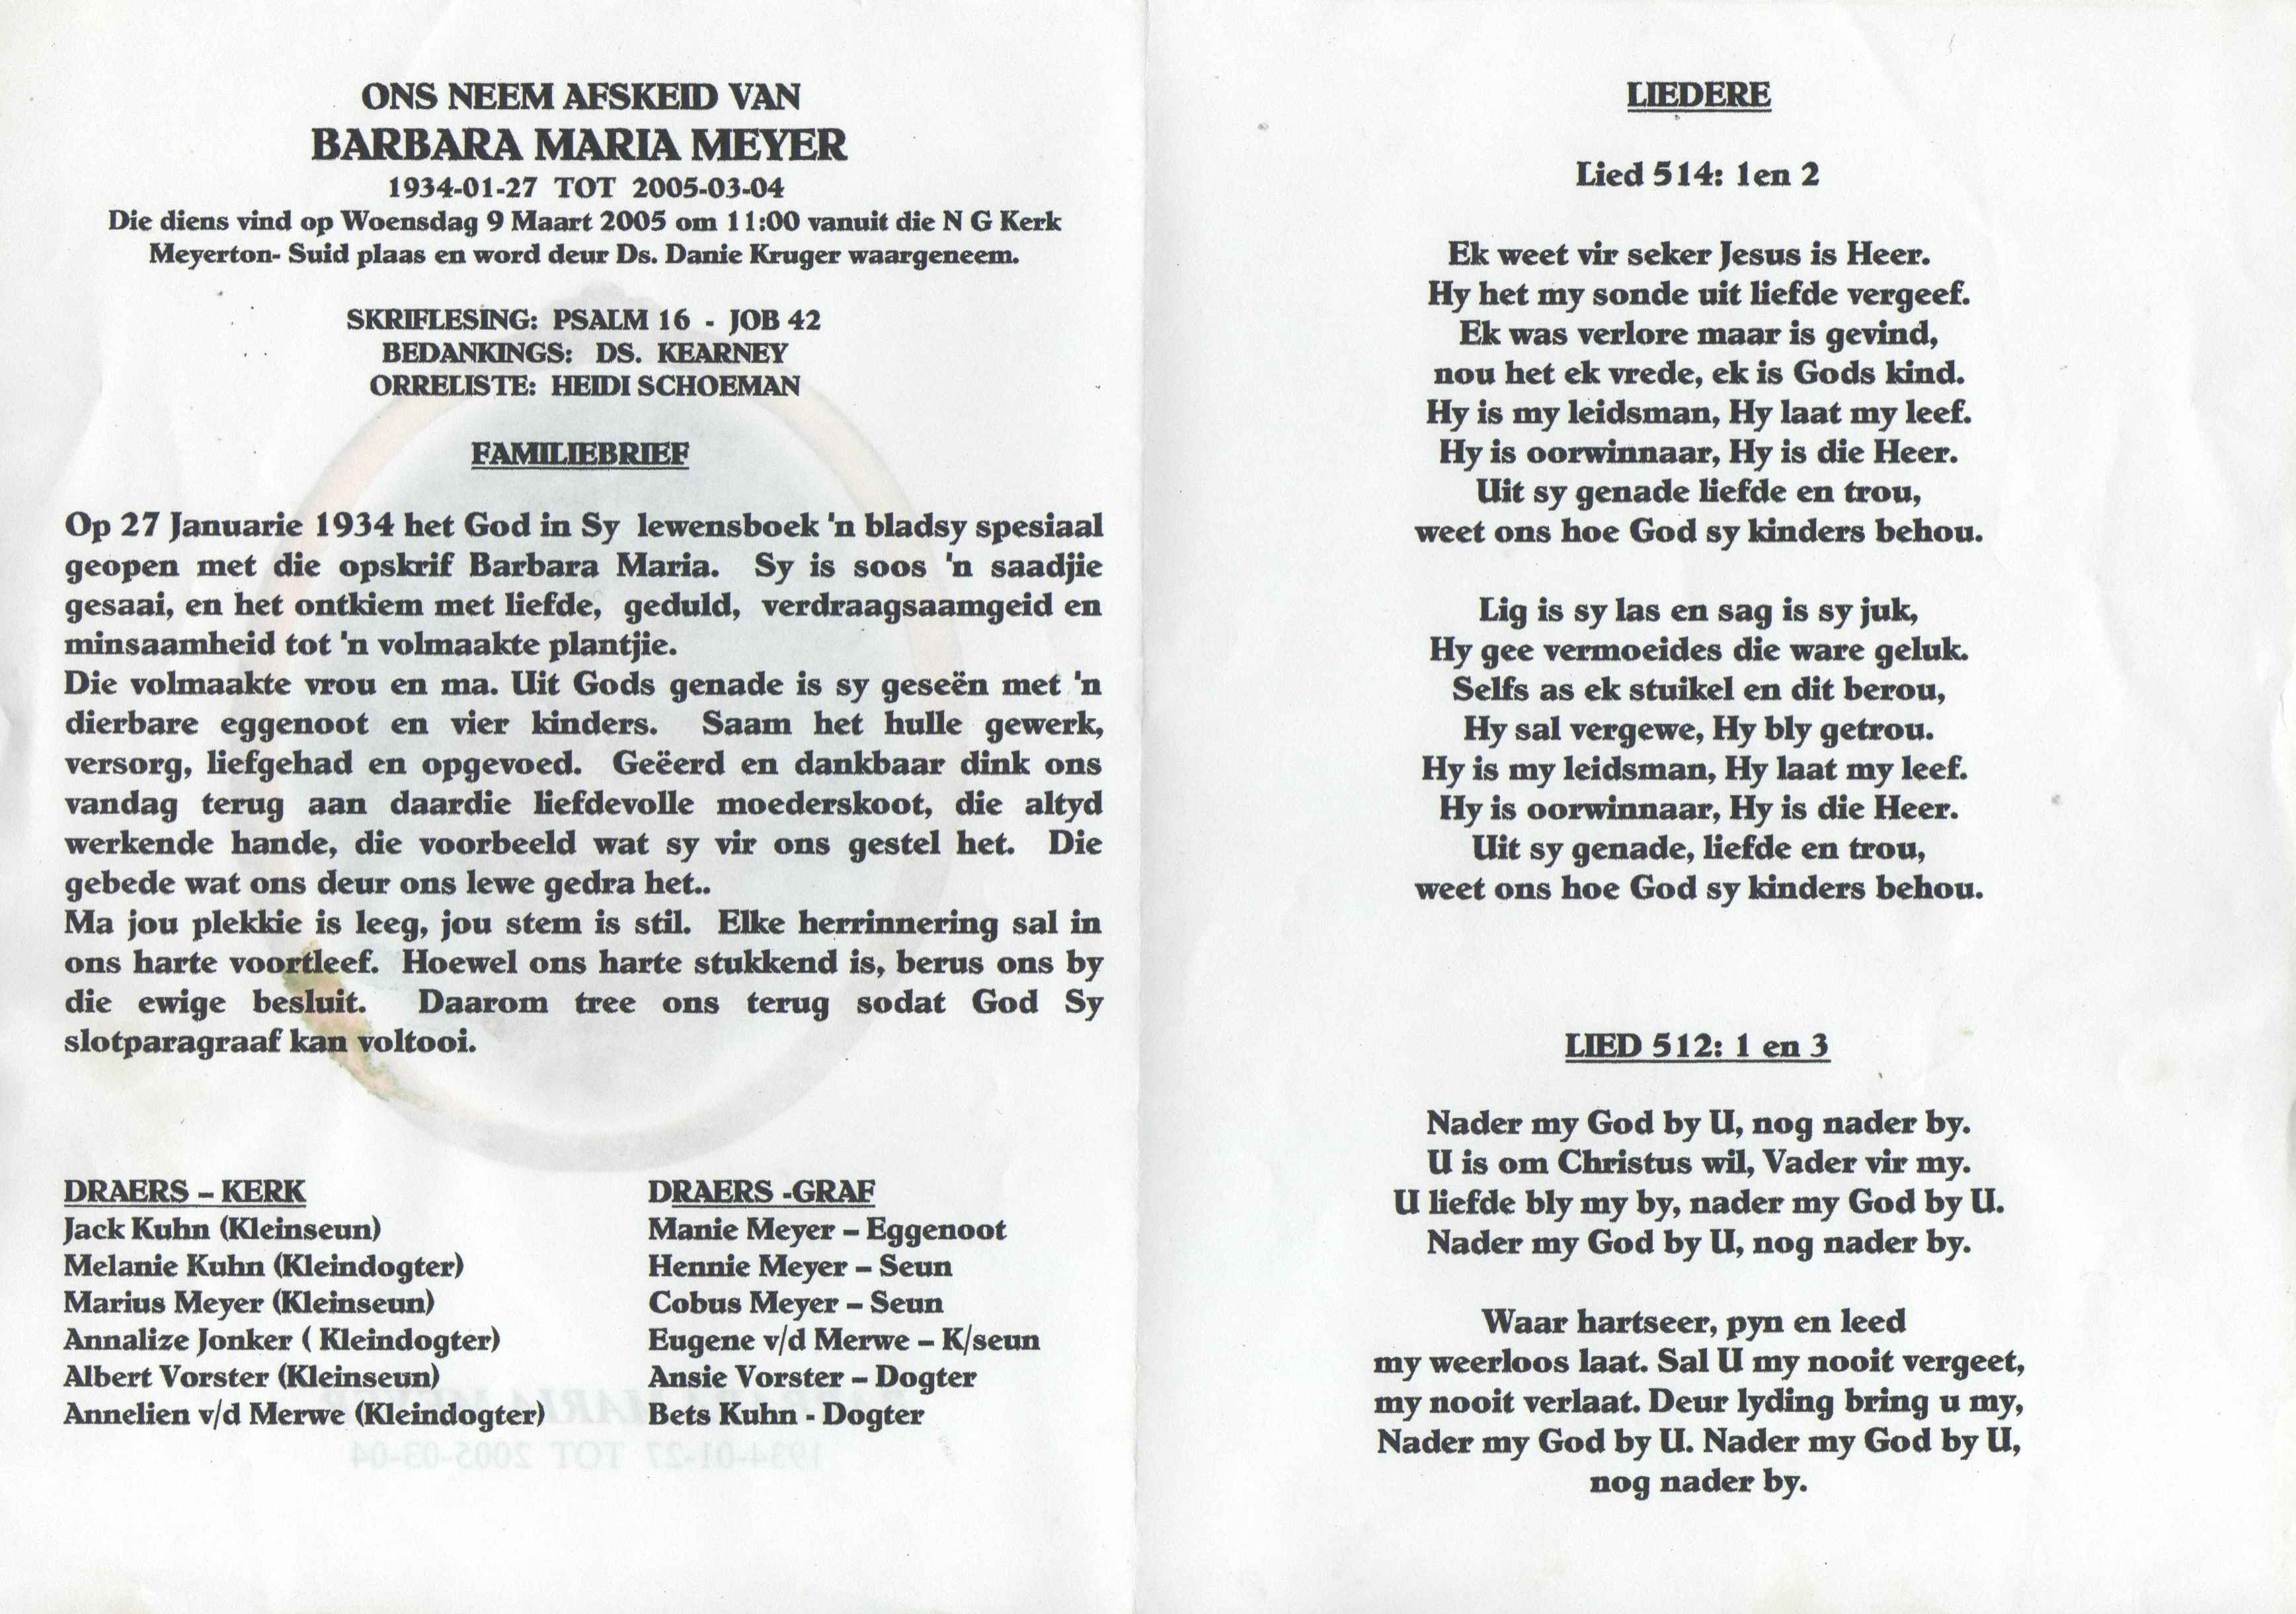 ONS NEEM AFSKEID VAN
BARBARA MARIA MEYER
1934-01-27 TOT 2005-03-04
Die diens vind op Woensdag 9 Maart 2005 om 11:00 vanuit die N G Kerk
Meyerton- Suid plaas en word deur Ds. Danie Kruger waargeneem.
SKRIFLESING: PSALM 16 - JOB 42
BEDANKINGS: DS. KEARNEY
ORRELISTE: HEIDI SCHOEMAN
FAMILIEBRIEF
Op 27 Januarie 1934 het God in Sy lewensboek 'n bladsy spesiaal
geopen met die opskrif Barbara Maria. Sy is soos 'n saadjie
gesaai, en het ontkiem met liefde, geduld, verdraagsaamgeid en
minsaamheid tot 'n volmaakte plantjie.
Die volmaakte vrou en ma. Uit Gods genade is sy geseën met 'n
dierbare eggenoot en vier kinders. Saam het hulle gewerk,
versorg, liefgehad en opgevoed. Geëerd en dankbaar dink ons
vandag terug aan daardie liefdevolle moederskoot, die altyd
werkende hande, die voorbeeld wat sy vir ons gestel het. Die
gebede wat ons deur ons lewe gedra het..
Ma jou plekkie is leeg, jou stem is stil. Elke herrinnering sal in
ons harte voortleef. Hoewel ons harte stukkend is, berus ons by
die ewige besluit. Daarom tree ons terug sodat God Sy
slotparagraaf kan voltooi.
DRAERS – KERK
Jack Kuhn (Kleinseun)
Melanie Kuhn (Kleindogter)
Marius Meyer (Kleinseun)
Annalize Jonker ( Kleindogter)
Albert Vorster (Kleinseun)
Annelien v/d Merwe (Kleindogter)
DRAERS -GRAF
Manie Meyer – Eggenoot
Hennie Meyer – Seun
Cobus Meyer – Seun
Eugene v/d Merwe – K/seun
Ansie Vorster – Dogter
Bets Kuhn - Dogter
BARBARA MARIA MEYER
1934-01-27 TOT 2005-03-04
LIEDERE
Lied 514: 1en 2
Ek weet vir seker Jesus is Heer.
Hy het my sonde uit liefde vergeef.
Ek was verlore maar is gevind,
nou het ek vrede, ek is Gods kind.
Hy is my leidsman, Hy laat my leef.
Hy is oorwinnaar, Hy is die Heer.
Uit sy genade liefde en trou,
weet ons hoe God sy kinders behou.
Lig is sy las en sag is sy juk,
Hy gee vermoeides die ware geluk.
Selfs as ek stuikel en dit berou,
Hy sal vergewe, Hy bly getrou.
Hy is my leidsman, Hy laat my leef.
Hy is oorwinnaar, Hy is die Heer.
Uit sy genade, liefde en trou,
weet ons hoe God sy kinders behou.
LIED 512: 1 en 3
Nader my God by U, nog nader by.
U is om Christus wil, Vader vir my.
U liefde bly my by, nader my God by U.
Nader my God by U, nog nader by.
Waar hartseer, pyn en leed
my weerloos laat. Sal U my nooit vergeet,
my nooit verlaat. Deur lyding bring u my,
Nader my God by U. Nader my God by U,
nog nader by.